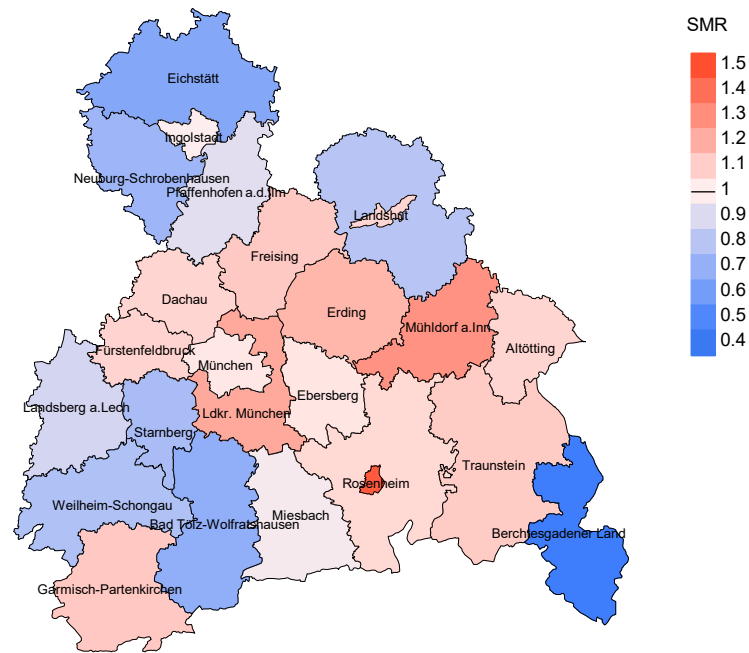 SMR
1.5
1.4
1.3
1.2
1.1
1
0.9
0.8
0.7
0.6
0.5
0.4
Eichstätt
Ingolstadt
Neuburg-Schrobenhausen
Pfaffenhofen a.d.Ilm
Landshut
Freising
Dachau
Erding
Mühldorf a.Inn
Altötting
Fürstenfeldbruck
München
Ebersberg
Landsberg a.Lech
Ldkr. München
Starnberg
Traunstein
Rosenheim
Weilheim-Schongau
Miesbach
Bad Tölz-Wolfratshausen
Berchtesgadener Land
Garmisch-Partenkirchen